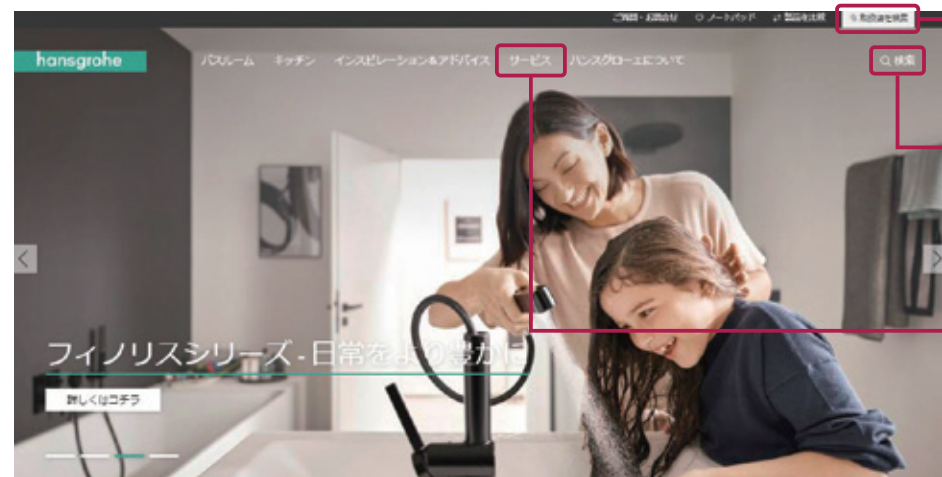 ご質問・お問合せ ノートパッド 製品を比較 取扱店を検索
hansgrohe バスルーム キッチン インスピレーション&アドバイス サービス ハンスグローエについて 検索
フィノリスシリーズ - 日常をより豊かに
詳しくはコチラ